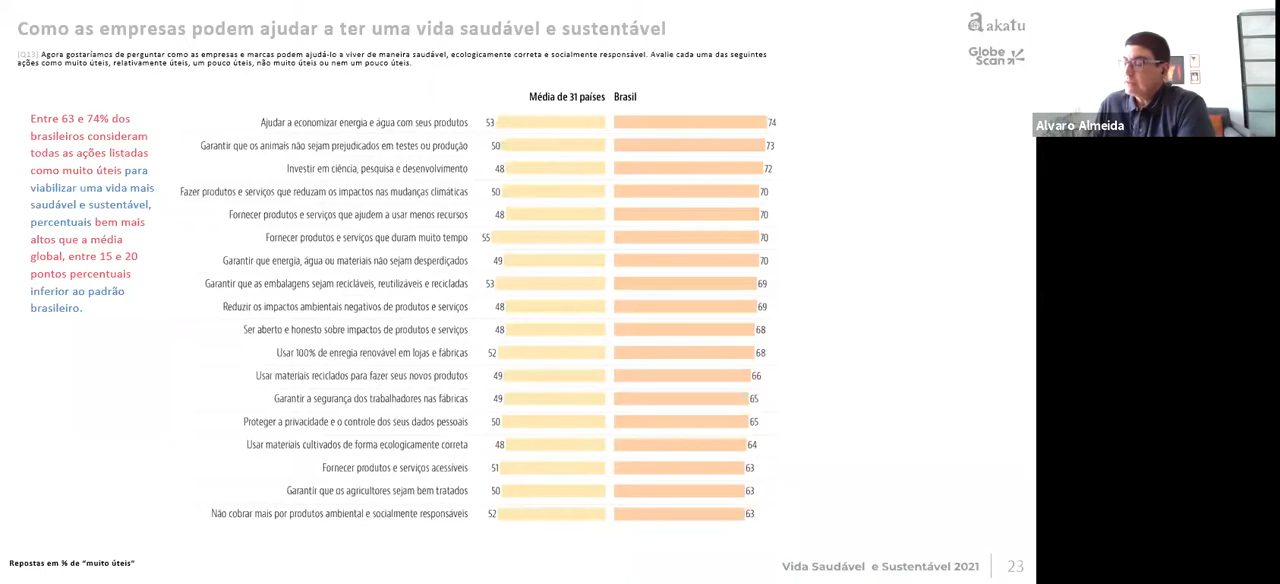 Como as empresas podem ajudar a ter uma vida saudável e sustentável
(Q13) Agora gostaríamos de perguntar como as empresas e marcas podem ajudá-lo a viver de maneira saudável, ecologicamente correta e socialmente responsável. Avalie cada uma das seguintes
ações como muito úteis, relativamente úteis, um pouco úteis, não muito úteis ou nem um pouco úteis.
akatu
Globe
Scan
Alvaro Almeida
Entre 63 e 74% dos
brasileiros consideram
todas as ações listadas
como muito úteis para
viabilizar uma vida mais
saudável e sustentável,
percentuais bem mais
altos que a média
global, entre 15 e 20
pontos percentuais
inferior ao padrão
brasileiro.
Média de 31 países Brasil
Ajudar a economizar energia e água com seus produtos 53 74
Garantir que os animais não sejam prejudicados em testes ou produção 50 73
Investir em ciência, pesquisa e desenvolvimento 48 72
Fazer produtos e serviços que reduzam os impactos nas mudanças climáticas 50 70
Fornecer produtos e serviços que ajudem a usar menos recursos 48 70
Fornecer produtos e serviços que duram muito tempo 55 70
Garantir que energia, água ou materiais não sejam desperdiçados 49 70
Garantir que as embalagens sejam recicláveis, reutilizáveis e recicladas 53 69
Reduzir os impactos ambientais negativos de produtos e serviços 48 69
Ser aberto e honesto sobre impactos de produtos e serviços 48 68
Usar 100% de enregia renovável em lojas e fábricas 52 68
Usar materiais reciclados para fazer seus novos produtos 49 66
Garantir a segurança dos trabalhadores nas fábricas 49 65
Proteger a privacidade e o controle dos seus dados pessoais 50 65
Usar materiais cultivados de forma ecologicamente correta 48 64
Fornecer produtos e serviços acessíveis 51 63
Garantir que os agricultores sejam bem tratados 50 63
Não cobrar mais por produtos ambiental e socialmente responsáveis 52 63
Repostas em % de “muito úteis”
Vida Saudável e Sustentável 2021 23